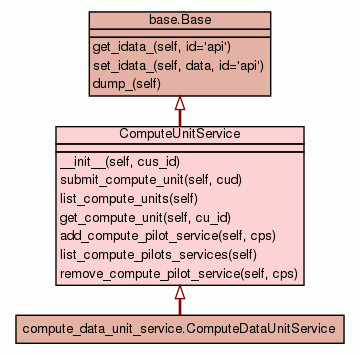 base.Base
get_idata_(self, id='api')
set_idata_(self, data, id='api')
dump_(self)
ComputeUnitService
__init__(self, cus_id)
submit_compute_unit(self, cud)
list_compute_units(self)
get_compute_unit(self, cu_id)
add_compute_pilot_service(self, cps)
list_compute_pilots_services(self)
remove_compute_pilot_service(self, cps)
compute_data_unit_service.ComputeDataUnitService